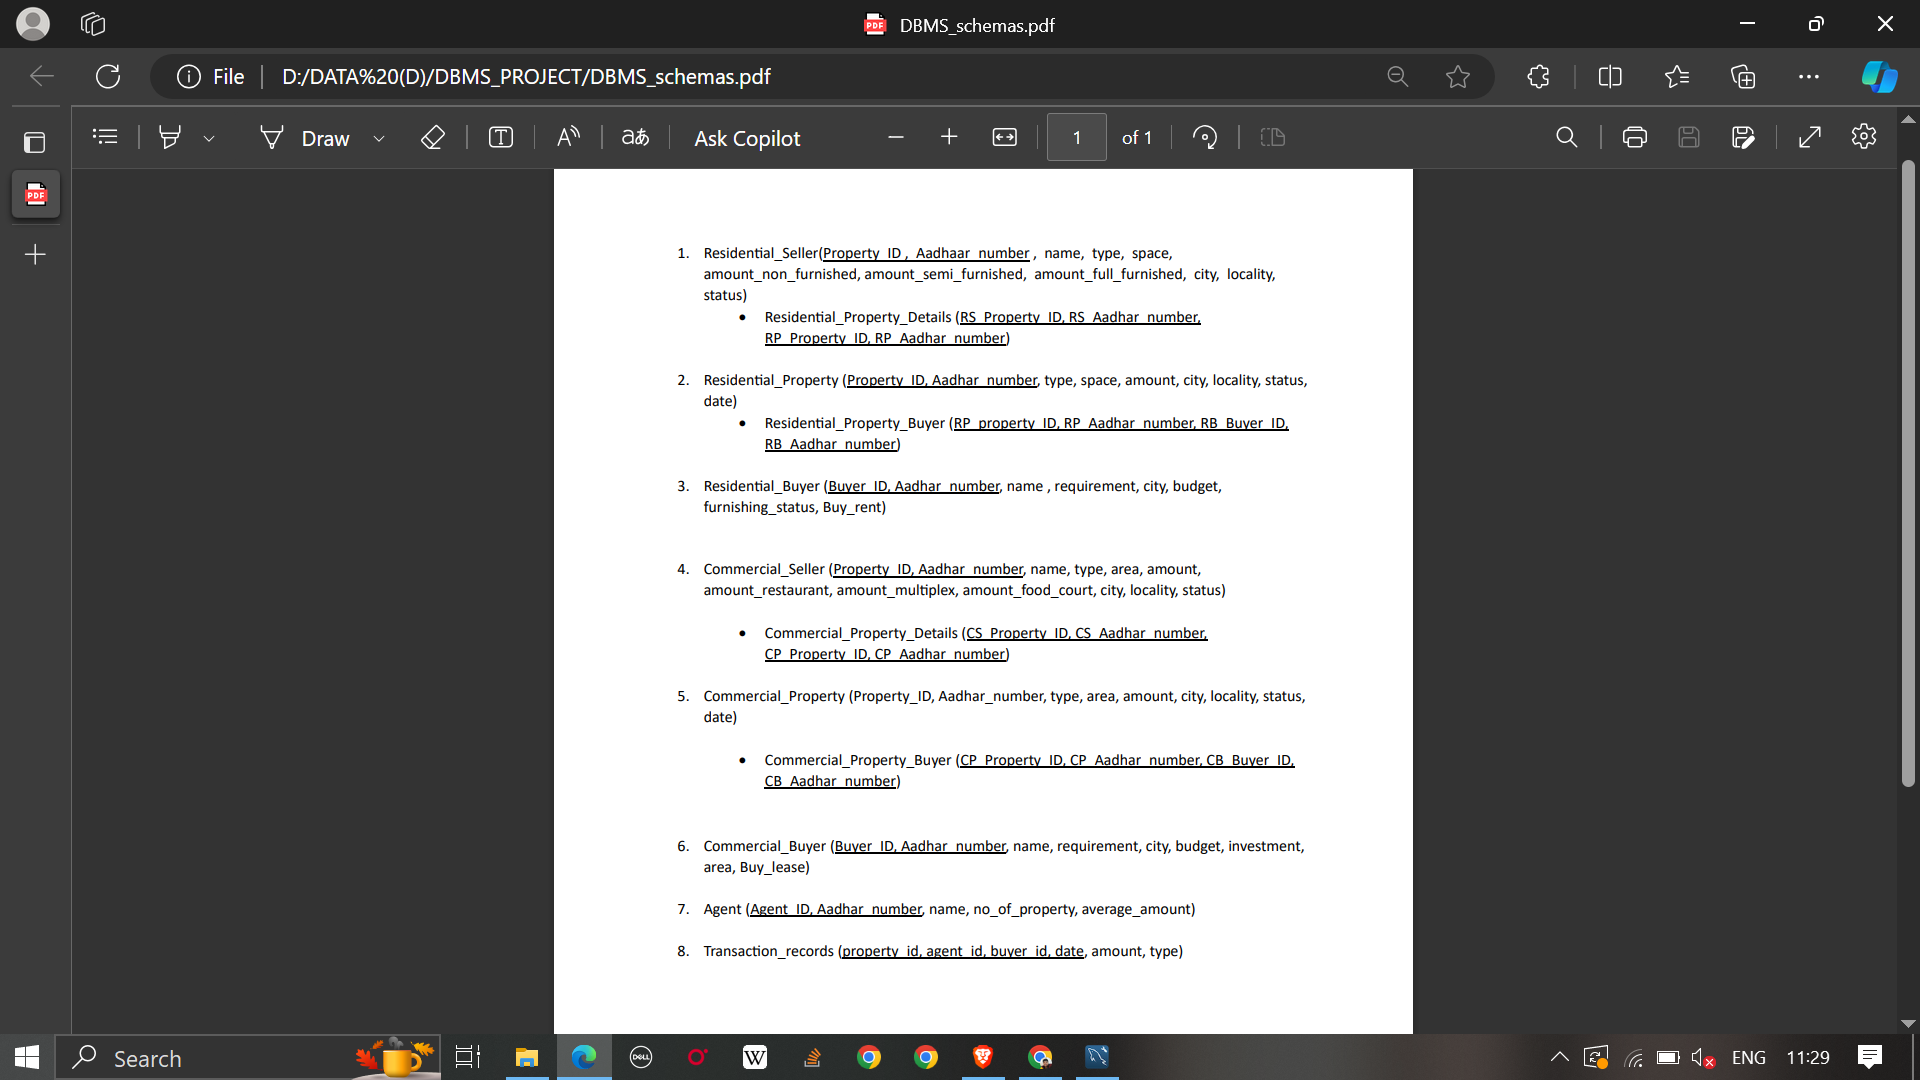 DBMS_schemas.pdf
File
D:/DATA%20(D)/DBMS_PROJECT/DBMS_schemas.pdf
Draw
aあ
Ask Copilot
1
of 1
1. Residential_Seller(Property_ID , Aadhaar_number , name, type, space,
amount_non_furnished, amount_semi_furnished, amount_full_furnished, city, locality,
status)
• Residential_Property_Details (RS_Property_ID, RS_Aadhar_number,
RP_Property_ID, RP_Aadhar_number)
2. Residential_Property (Property_ID, Aadhar_number, type, space, amount, city, locality, status,
date)
• Residential_Property_Buyer (RP_property_ID, RP_Aadhar_number, RB_Buyer_ID,
RB_Aadhar_number)
3. Residential_Buyer (Buyer_ID, Aadhar_number, name , requirement, city, budget,
furnishing_status, Buy_rent)
4. Commercial_Seller (Property_ID, Aadhar_number, name, type, area, amount,
amount_restaurant, amount_multiplex, amount_food_court, city, locality, status)
• Commercial_Property_Details (CS_Property_ID, CS_Aadhar_number,
CP_Property_ID, CP_Aadhar_number)
5. Commercial_Property (Property_ID, Aadhar_number, type, area, amount, city, locality, status,
date)
• Commercial_Property_Buyer (CP_Property_ID, CP_Aadhar_number, CB_Buyer_ID,
CB_Aadhar_number)
6. Commercial_Buyer (Buyer_ID, Aadhar_number, name, requirement, city, budget, investment,
area, Buy_lease)
7. Agent (Agent_ID, Aadhar_number, name, no_of_property, average_amount)
8. Transaction_records (property_id, agent_id, buyer_id, date, amount, type)
Search
DELL
W
ENG
11:29